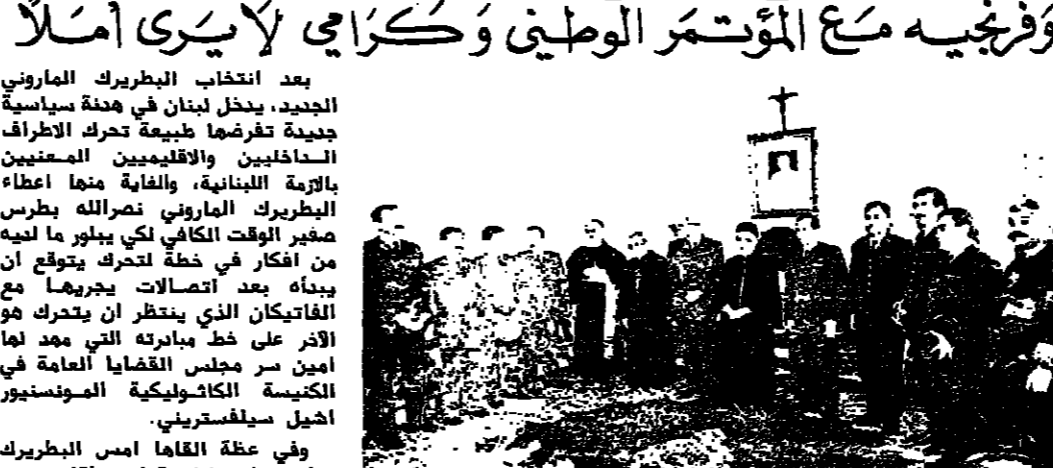 وفرنجيه مع المؤتمر الوطني وكرامي لا يرى املا
بعد انتخاب البطريرك الماروني
الجديد، يدخل لبنان في هدنة سياسية
جديدة تفرضها طبيعة تحرك الاطراف
الداخليين والاقليميين المعنيين
بالازمة اللبنانية، والغاية منها اعطاء
البطريرك الماروني نصرالله بطرس
صفير الوقت الكافي لكي يبلور ما لديه
من افكار في خطة لتحرك يتوقع ان
يبدأه بعد اتصالات يجريها مع
الفاتيكان الذي ينتظر ان يتحرك هو
الآخر على خط مبادرته التي مهد لها
امين سر مجلس القضايا العامة في
الكنيسة الكاثوليكية المونسنيور
اشيل سيلفستريني.
وفي عظة القاها امس البطريرك